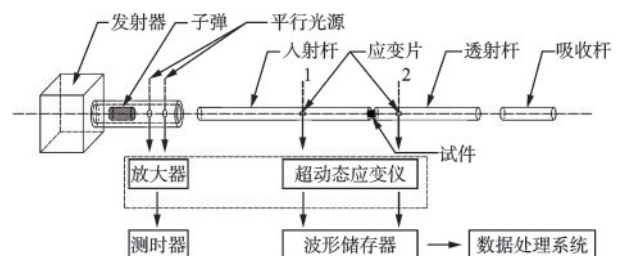 发射器 子弹 平行光源
入射杆 应变片 透射杆 吸收杆
1 2
试件
放大器 超动态应变仪
测时器 波形储存器 数据处理系统